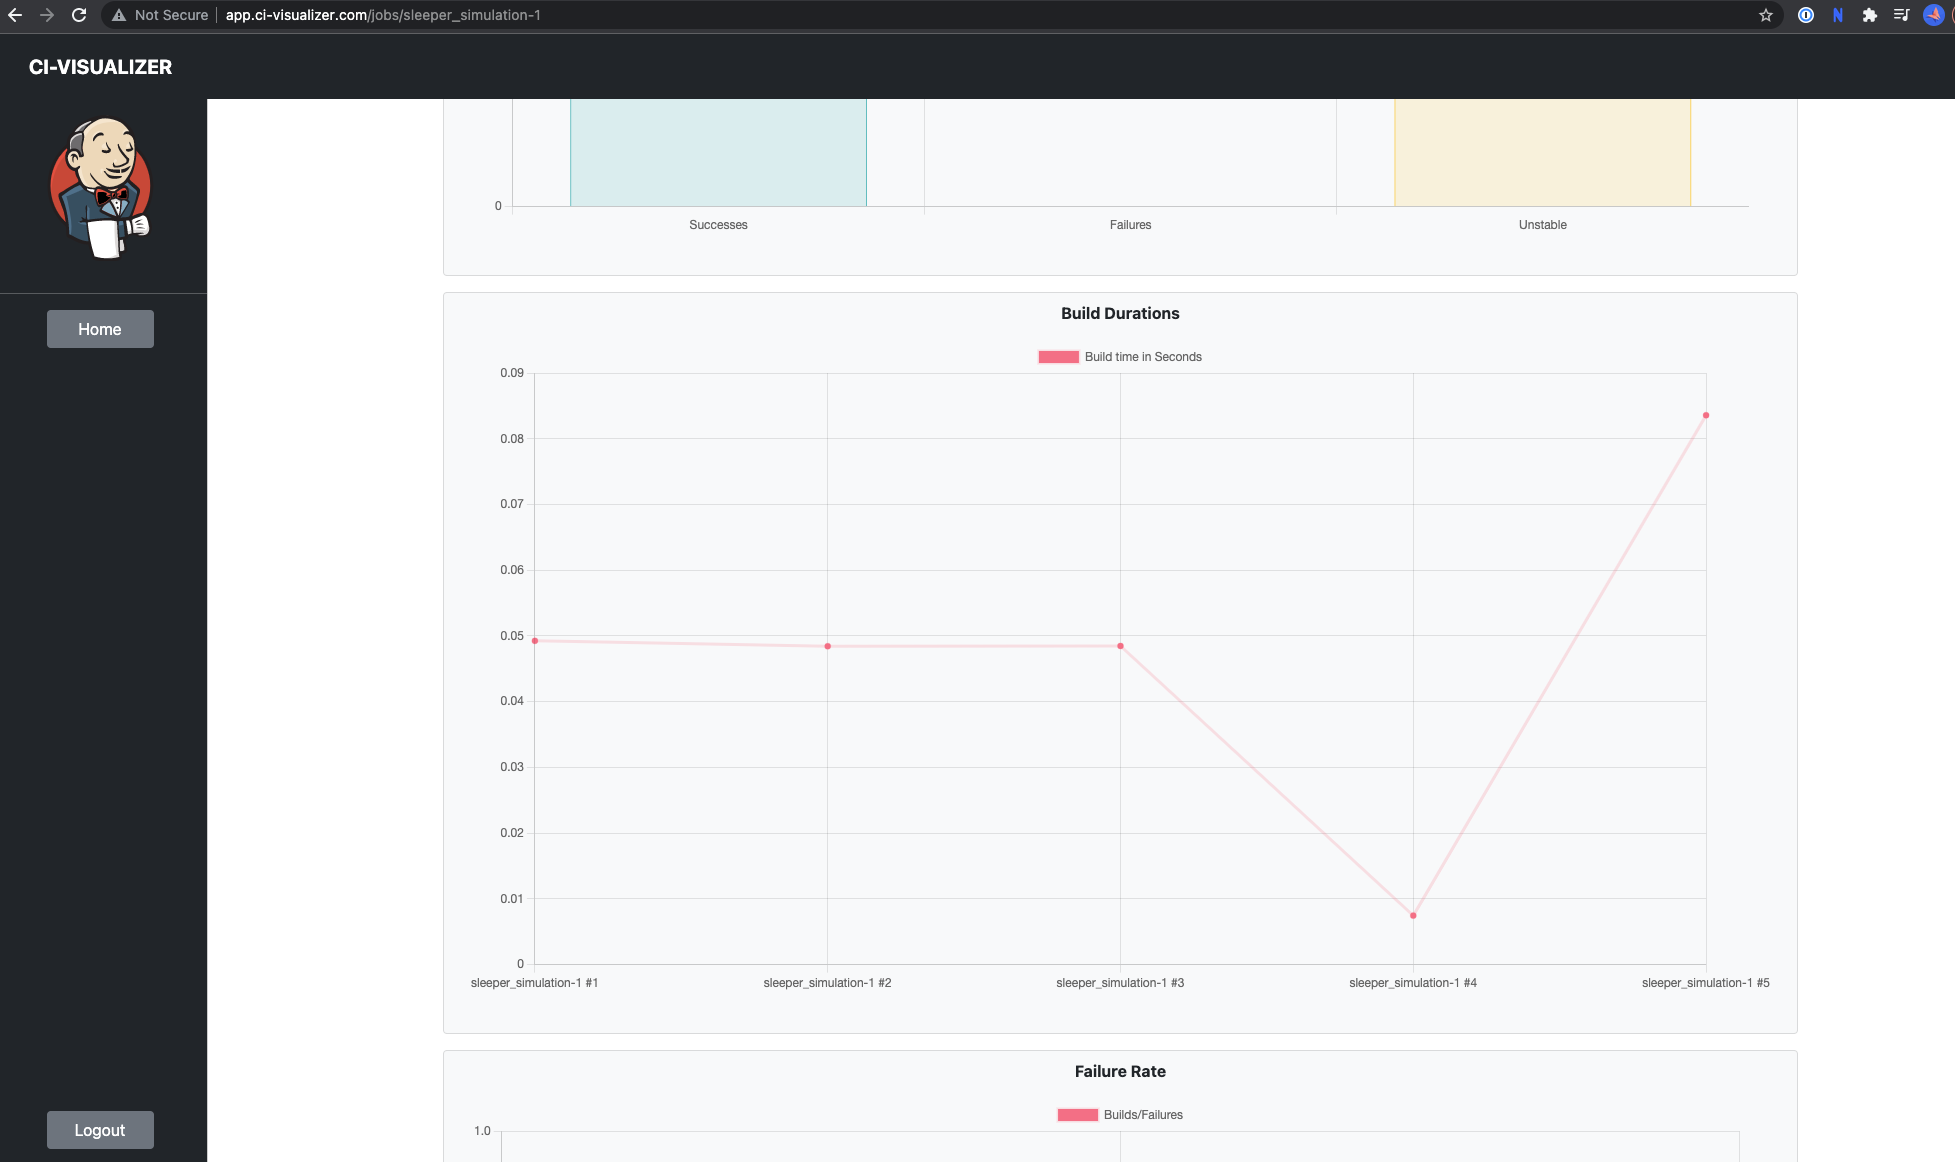 Not Secure | app.ci-visualizer.com/jobs/sleeper_simulation-1
N
CI-VISUALIZER
Home
Logout
0
Successes Failures Unstable
Build Durations
Build time in Seconds
0.09
0.08
0.07
0.06
0.05
0.04
0.03
0.02
0.01
0
sleeper_simulation-1 #1 sleeper_simulation-1 #2 sleeper_simulation-1 #3 sleeper_simulation-1 #4 sleeper_simulation-1 #5
Failure Rate
Builds/Failures
1.0